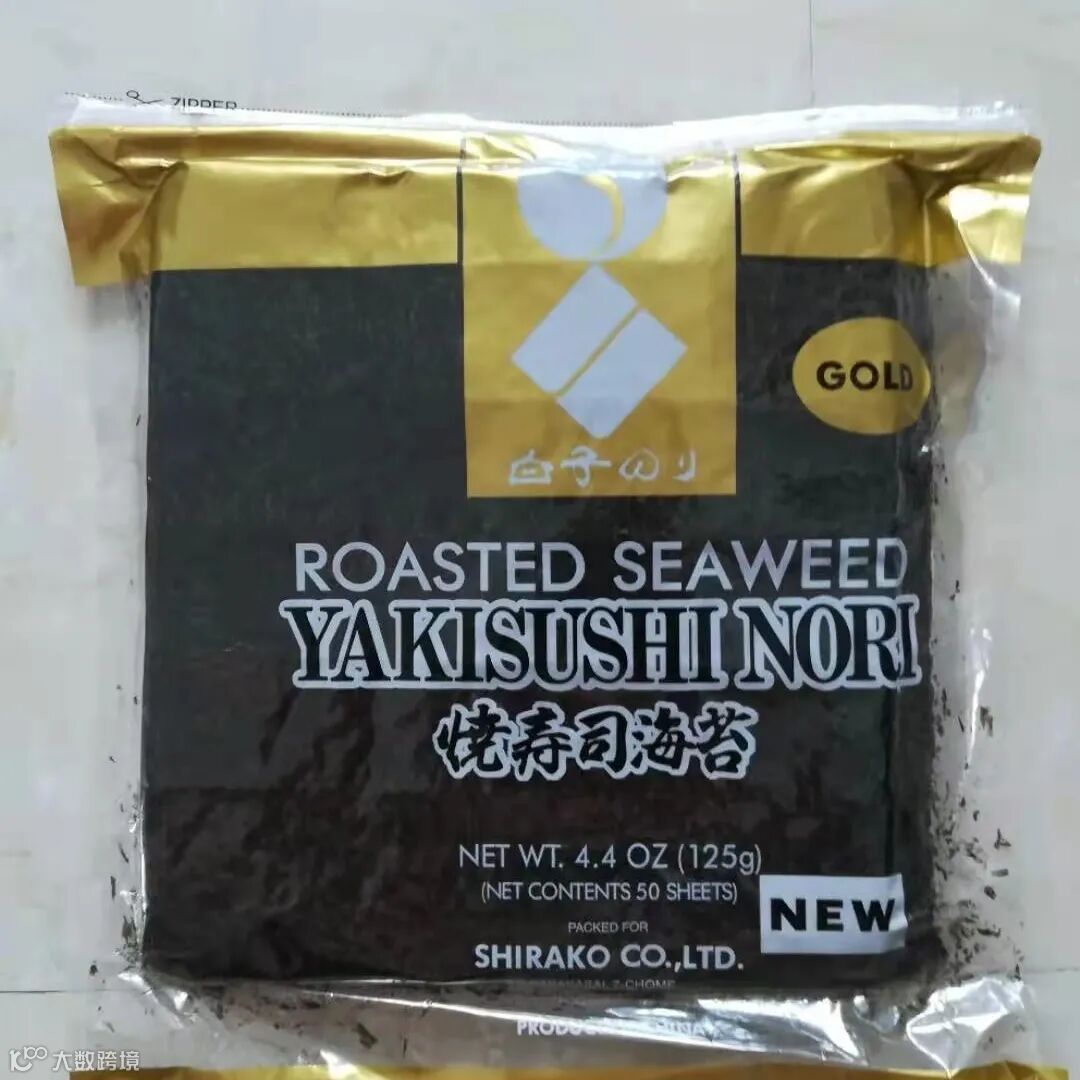 ZIPPER
GOLD
白子のり
ROASTED SEAWEED
YAKISUSHI NORI
焼寿司海苔
NET WT. 4.4 OZ (125g)
(NET CONTENTS 50 SHEETS)
NEW
PACKED FOR
SHIRAKO CO.,LTD.
大数跨境